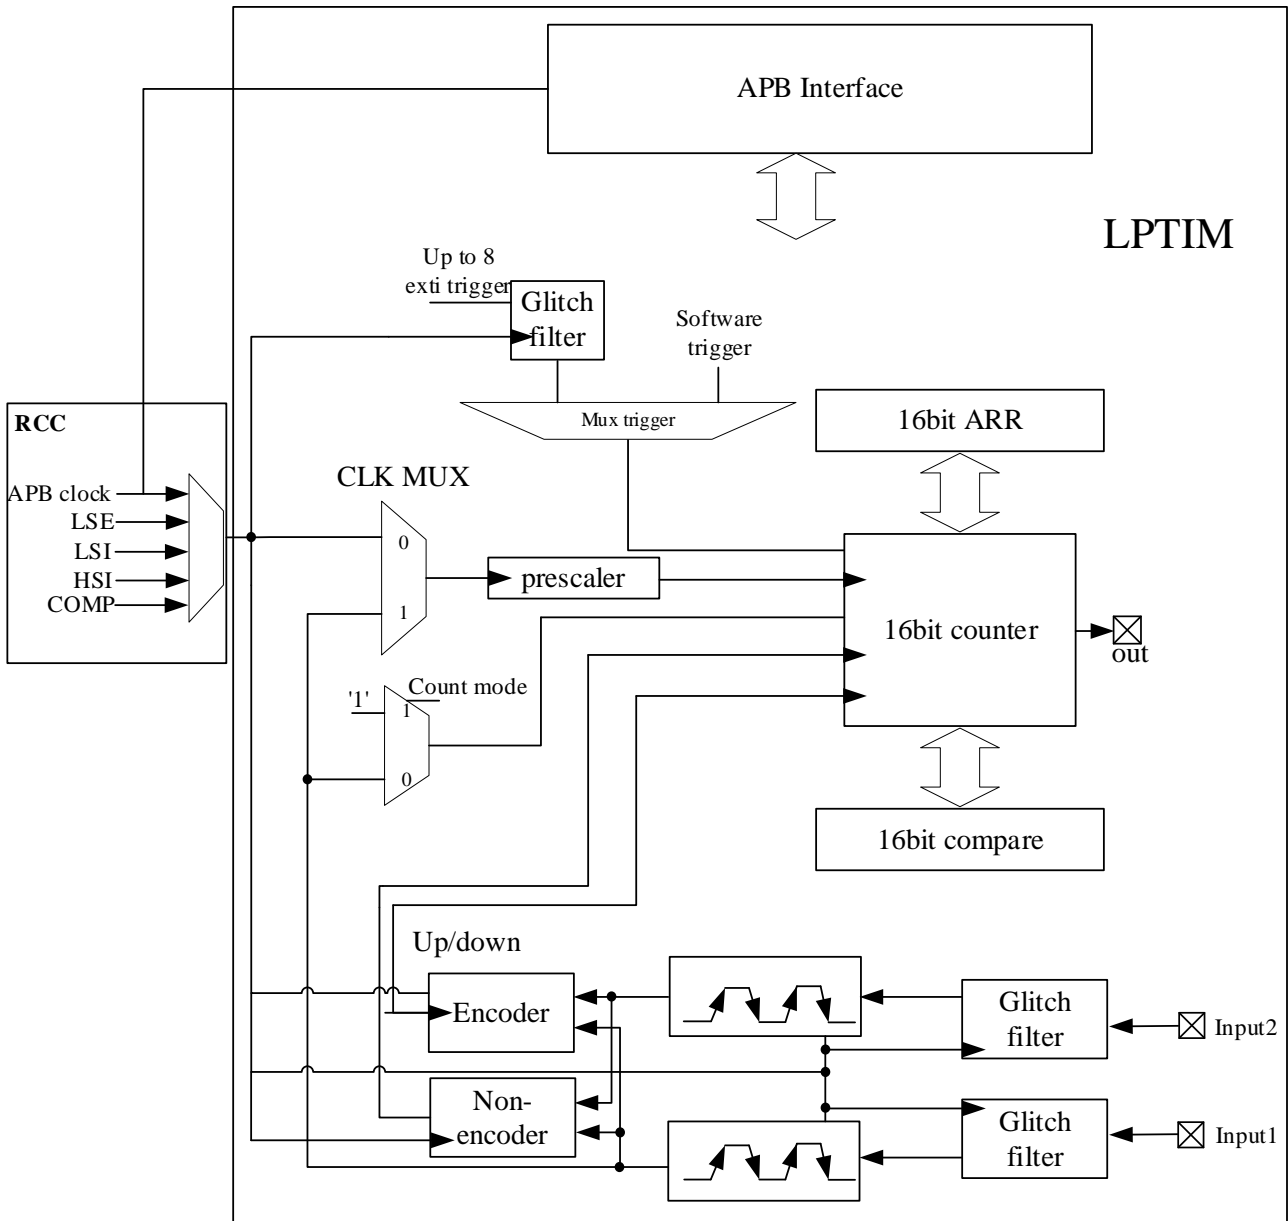 APB Interface
LPTIM
Up to 8
exti trigger
Glitch
filter
Software
trigger
Mux trigger
16bit ARR
RCC
APB clock
LSE
LSI
HSI
COMP
CLK MUX
0
1
prescaler
16bit counter
out
'1'
Count mode
1
0
16bit compare
Up/down
Encoder
Glitch
filter
Input2
Non-
encoder
Glitch
filter
Input1